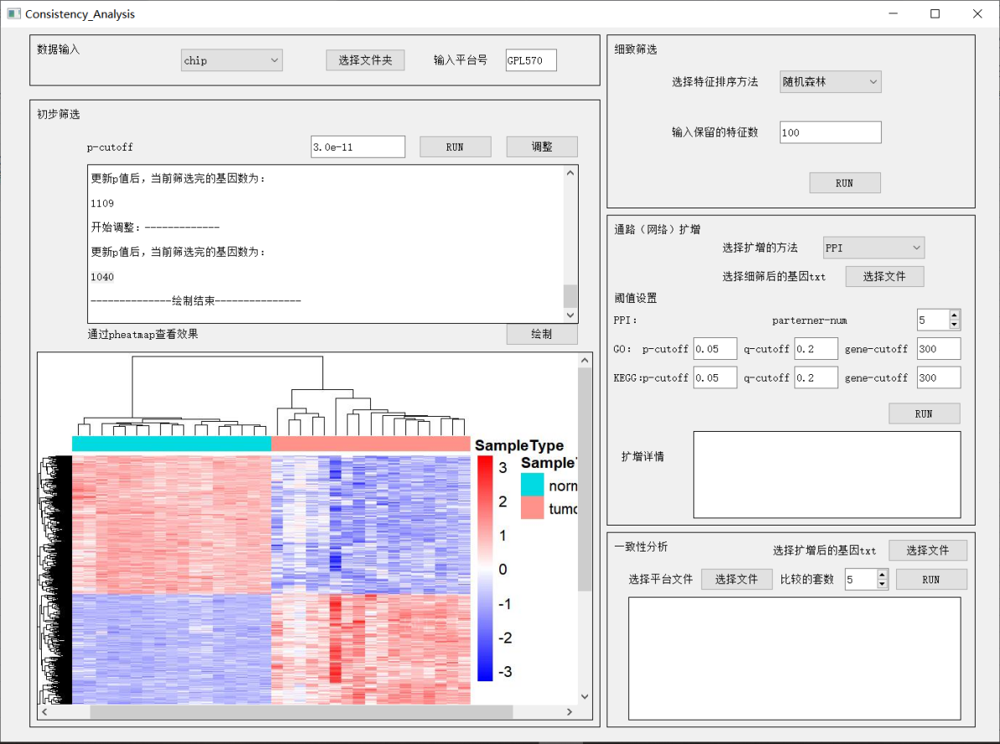 Consistency_Analysis
数据输入
chip
选择文件夹
输入平台号
GPL570
初步筛选
p-cutoff
3.0e-11
RUN
调整
更新p值后，当前筛选完的基因数为：
1109
开始调整：-------------
更新p值后，当前筛选完的基因数为：
1040
--------------绘制结束---------------
通过pheatmap查看效果
绘制
SampleType
SampleT
norm
tumo
3
2
1
0
-1
-2
-3
细致筛选
选择特征排序方法
随机森林
输入保留的特征数
100
RUN
通路（网络）扩增
选择扩增的方法
PPI
选择细筛后的基因txt
选择文件
阈值设置
PPI：
parterner-num
5
GO： p-cutoff 0.05 q-cutoff 0.2 gene-cutoff 300
KEGG：p-cutoff 0.05 q-cutoff 0.2 gene-cutoff 300
RUN
扩增详情
一致性分析
选择扩增后的基因txt
选择文件
选择平台文件
选择文件
比较的套数
5
RUN